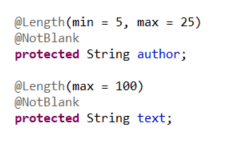 @Length(min = 5, max = 25)
@NotBlank
protected String author;
@Length(max = 100)
@NotBlank
protected String text;